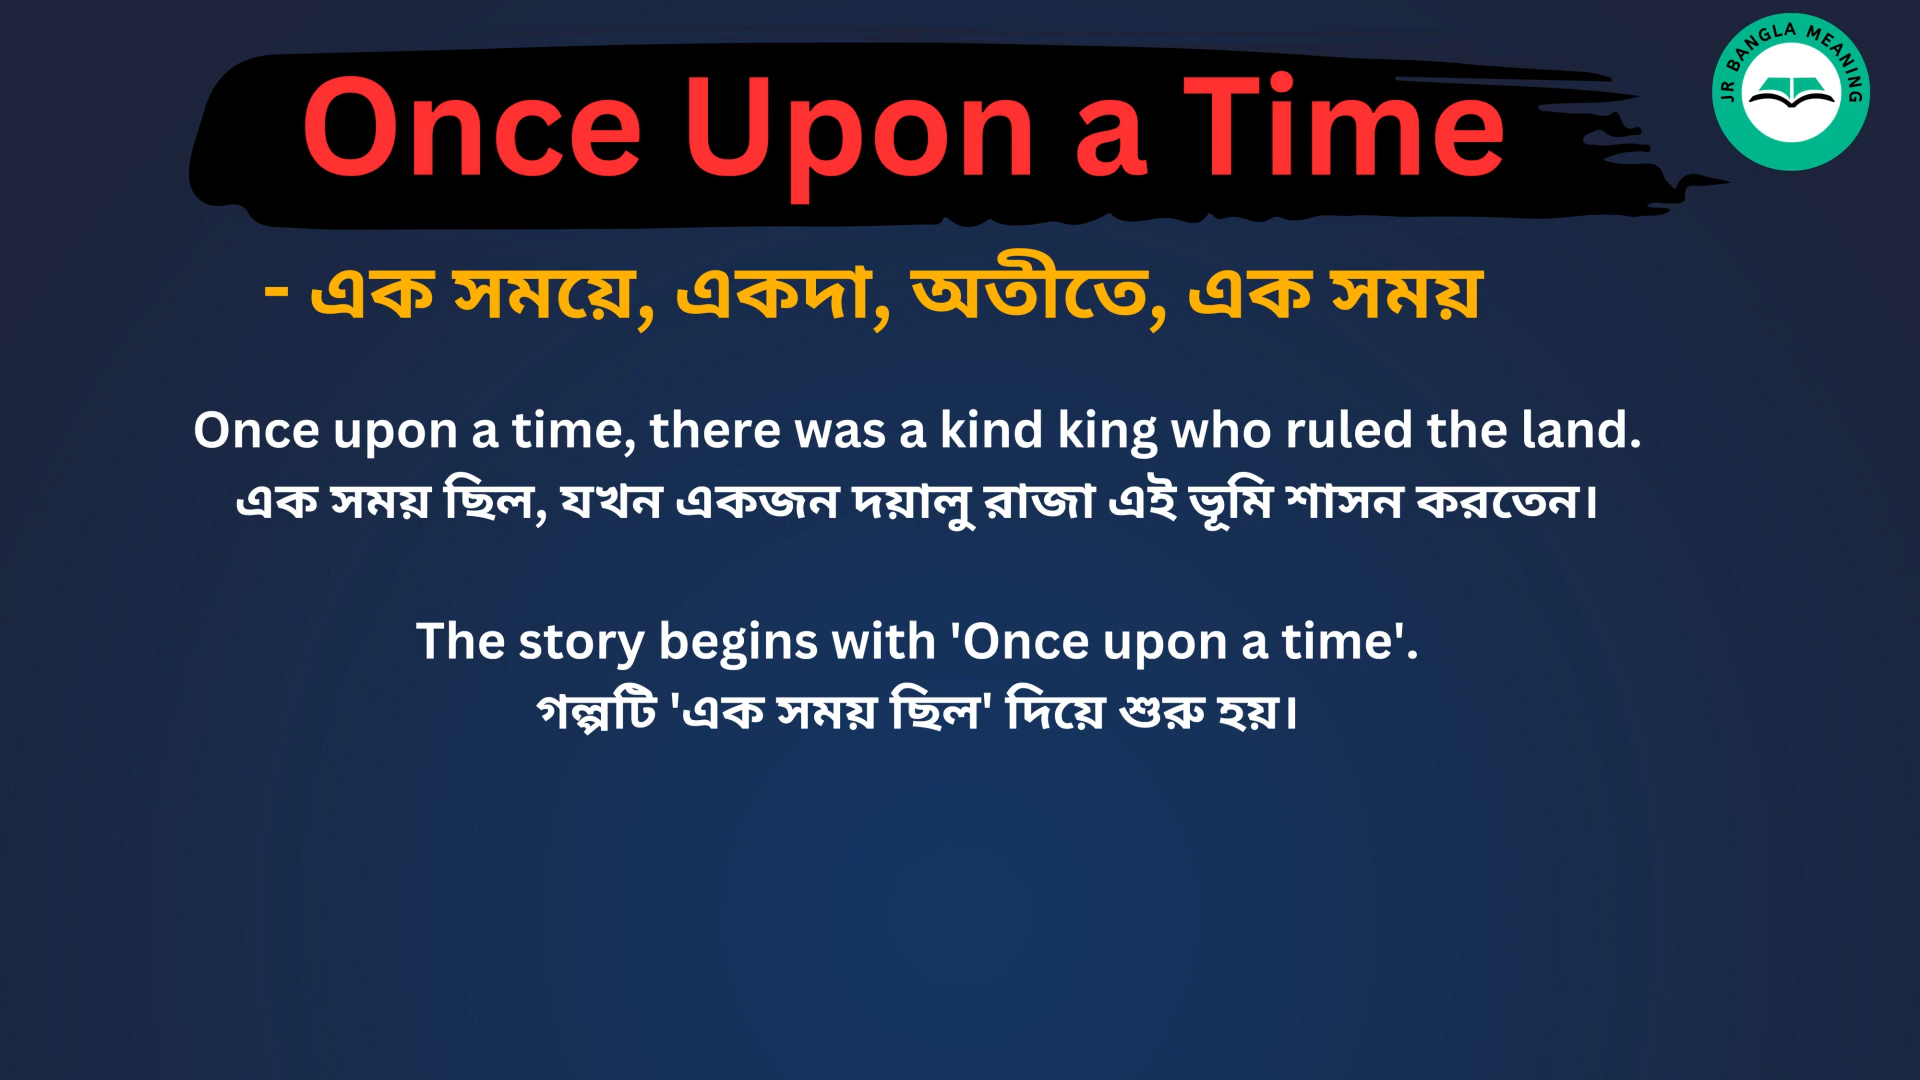 JR BANGLA MEANING
Once Upon a Time
- এক সময়ে, একদা, অতীতে, এক সময়
Once upon a time, there was a kind king who ruled the land.
এক সময় ছিল, যখন একজন দয়ালু রাজা এই ভূমি শাসন করতেন।
The story begins with 'Once upon a time'.
গল্পটি 'এক সময় ছিল' দিয়ে শুরু হয়।